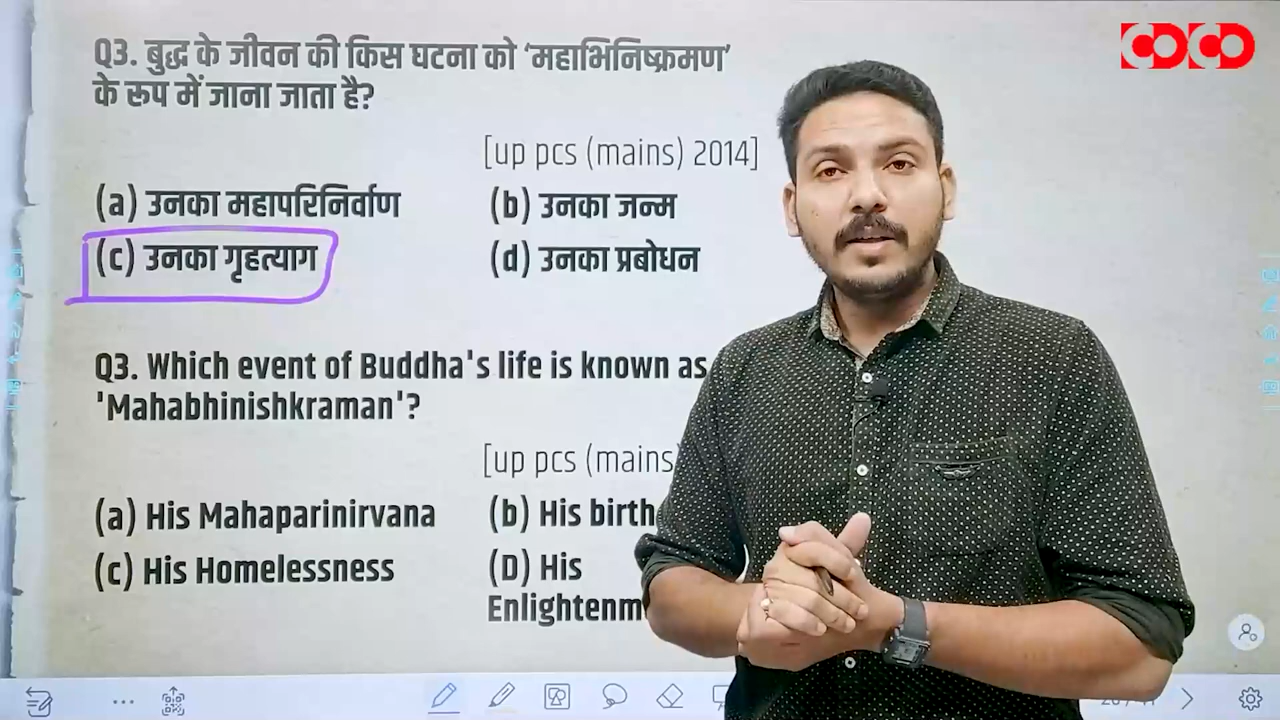 Q3. बुद्ध के जीवन की किस घटना को ‘महाभिनिष्क्रमण’
के रूप में जाना जाता है?
[up pcs (mains) 2014]
(a) उनका महापरिनिर्वाण (b) उनका जन्म
(c) उनका गृहत्याग (d) उनका प्रबोधन
Q3. Which event of Buddha's life is known as
'Mahabhinishkraman'?
[up pcs (mains)
(a) His Mahaparinirvana (b) His birth
(c) His Homelessness (D) His